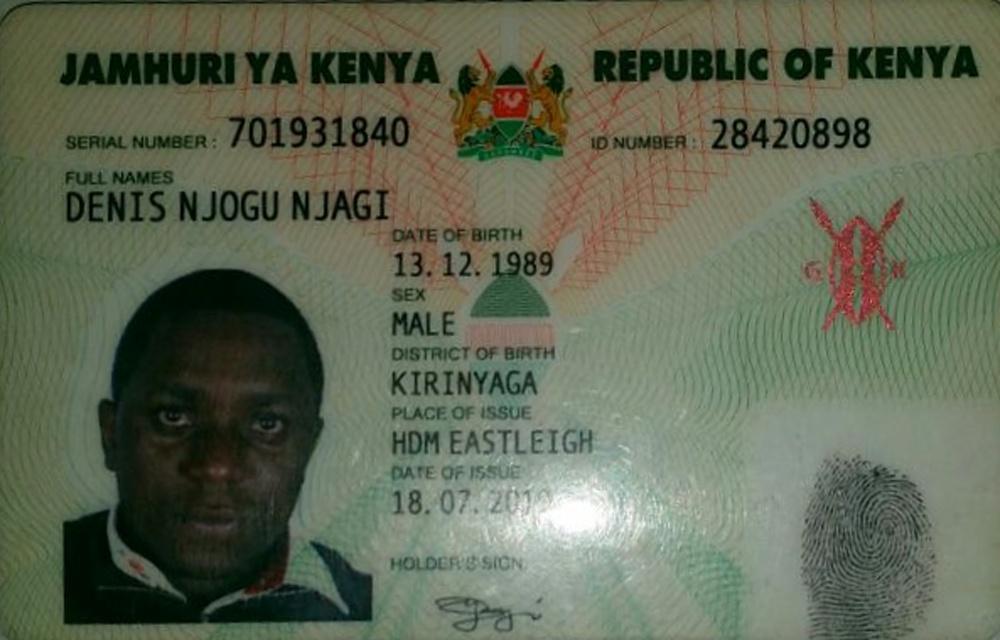 JAMHURI YA KENYA
REPUBLIC OF KENYA
SERIAL NUMBER : 701931840
ID NUMBER : 28420898
FULL NAMES
DENIS NJOGU NJAGI
DATE OF BIRTH
13.12.1989
SEX
MALE
DISTRICT OF BIRTH
KIRINYAGA
PLACE OF ISSUE
HDM EASTLEIGH
DATE OF ISSUE
18.07.2010
HOLDER'S SIGN.